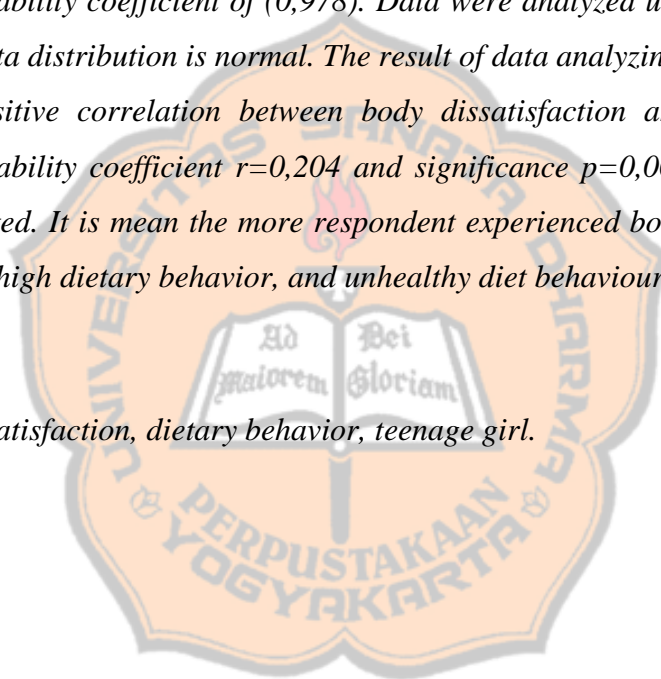 ability coefficient of (0,978). Data were analyzed u
ta distribution is normal. The result of data analyzin
sitive correlation between body dissatisfaction a
ability coefficient r=0,204 and significance p=0,0
ed. It is mean the more respondent experienced bo
high dietary behavior, and unhealthy diet behaviour
atisfaction, dietary behavior, teenage girl.
UNIVERSITAS SANATA DHARMA
Ad Dei
Maiorem Gloriam
PERPUSTAKAAN
YOGYAKARTA